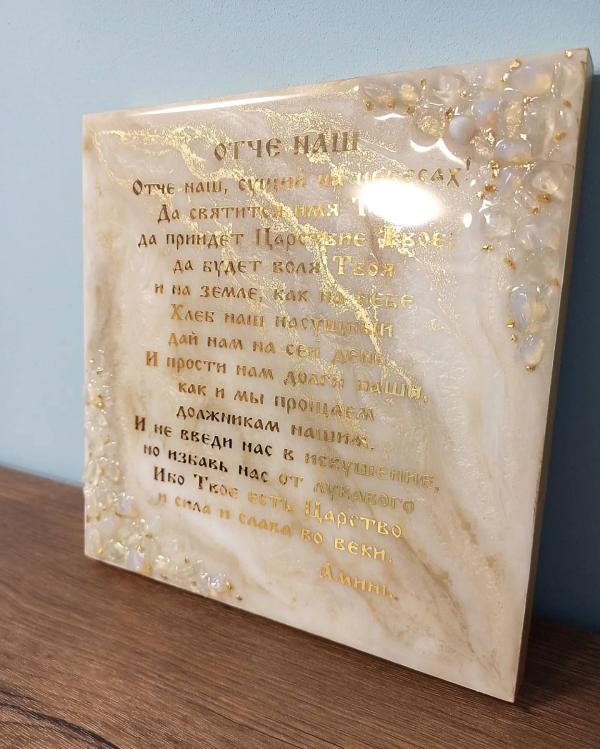 ОТЧЕ НАШ
Отче наш, сущий на небесах!
Да святится имя
да приидет Царствие Твое;
да будет воля Твоя
и на земле, как на небе
Хлеб наш насущный
дай нам на сей день.
И прости нам долги наши,
как и мы прощаем
должникам нашим.
И не введи нас в искушение,
но избавь нас от лукавого
Ибо Твое есть Царство
и сила и слава во веки.
Аминь.